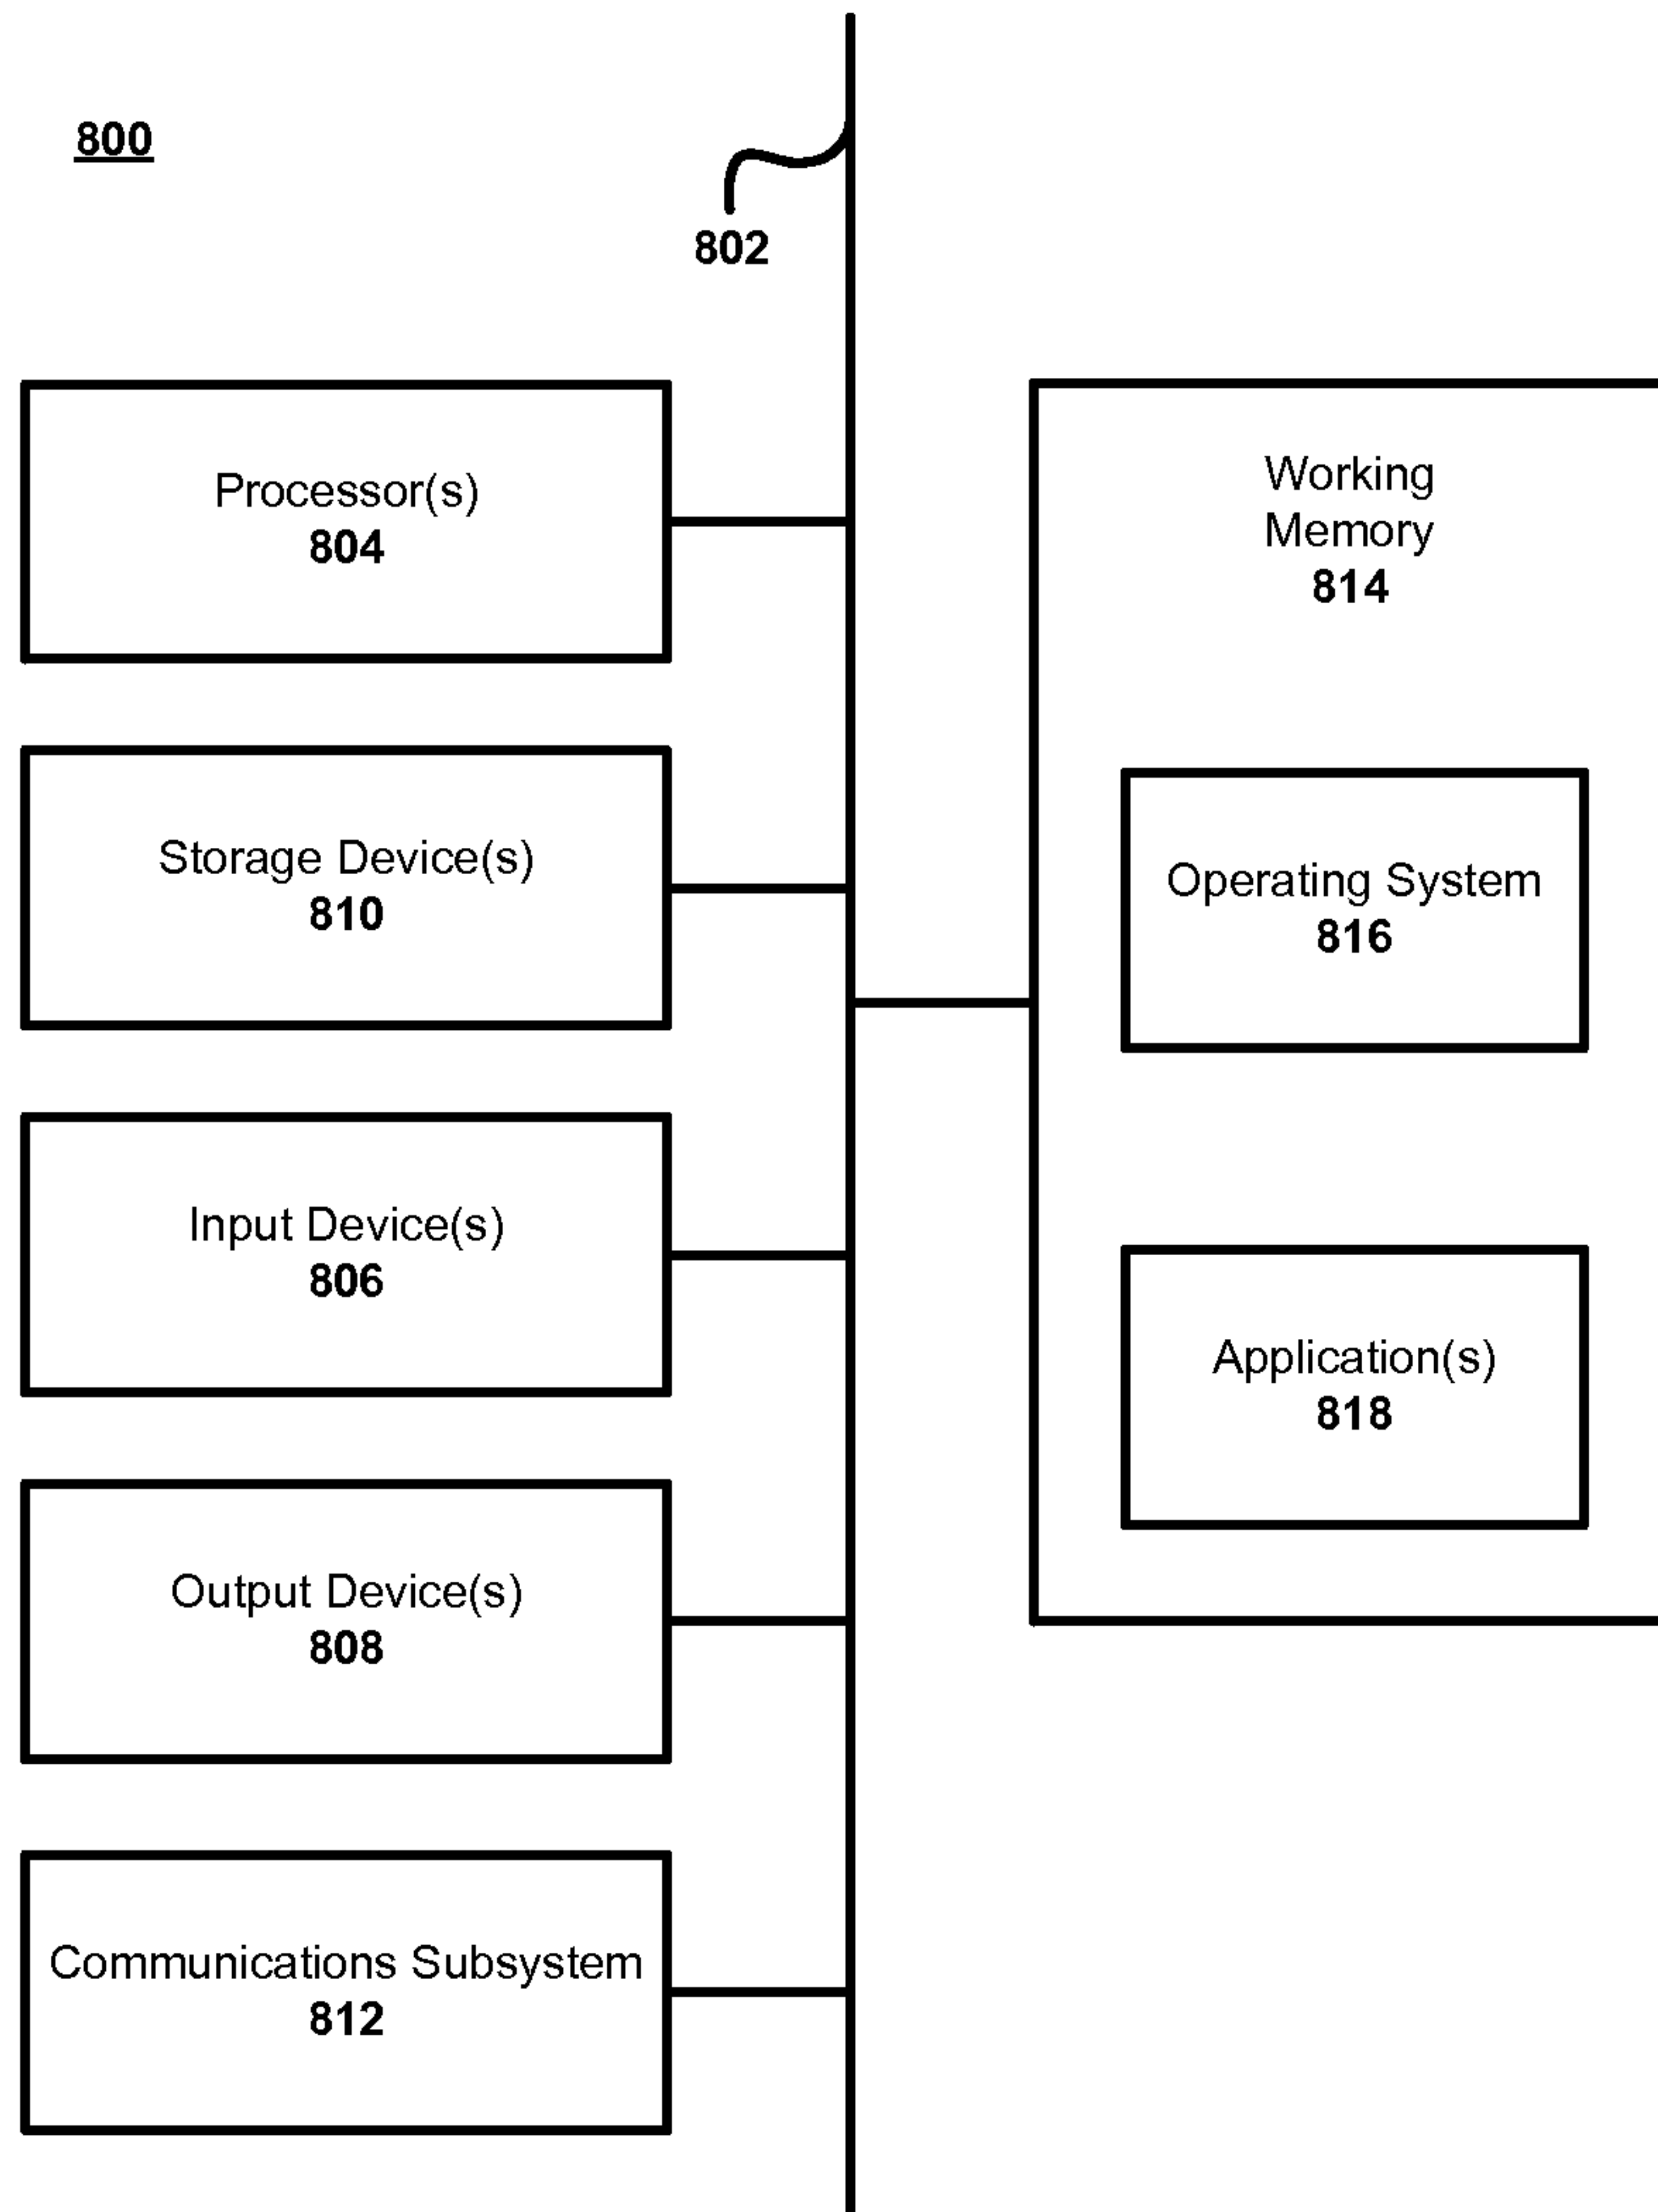 800
802
Processor(s)
804
Storage Device(s)
810
Input Device(s)
806
Output Device(s)
808
Communications Subsystem
812
Working
Memory
814
Operating System
816
Application(s)
818